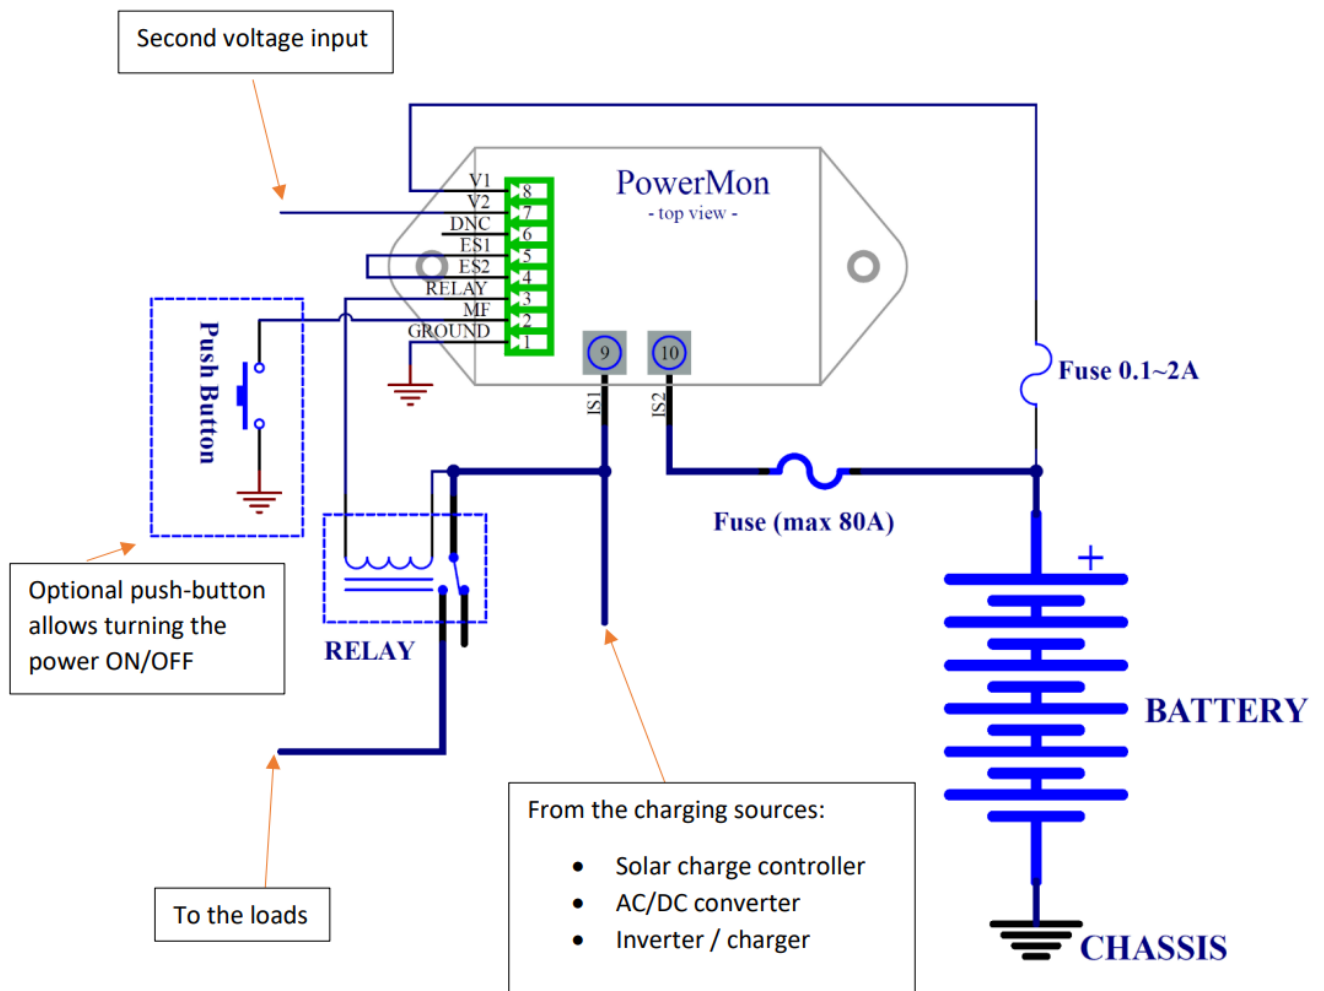 Second voltage input
PowerMon
- top view -
V1
8
V2
7
DNC
6
ES1
5
ES2
4
RELAY
3
MF
2
GROUND
1
9
10
IS1
IS2
Push Button
Fuse 0.1~2A
Fuse (max 80A)
+
Optional push-button
allows turning the
power ON/OFF
RELAY
BATTERY
From the charging sources:
• Solar charge controller
• AC/DC converter
• Inverter / charger
To the loads
CHASSIS